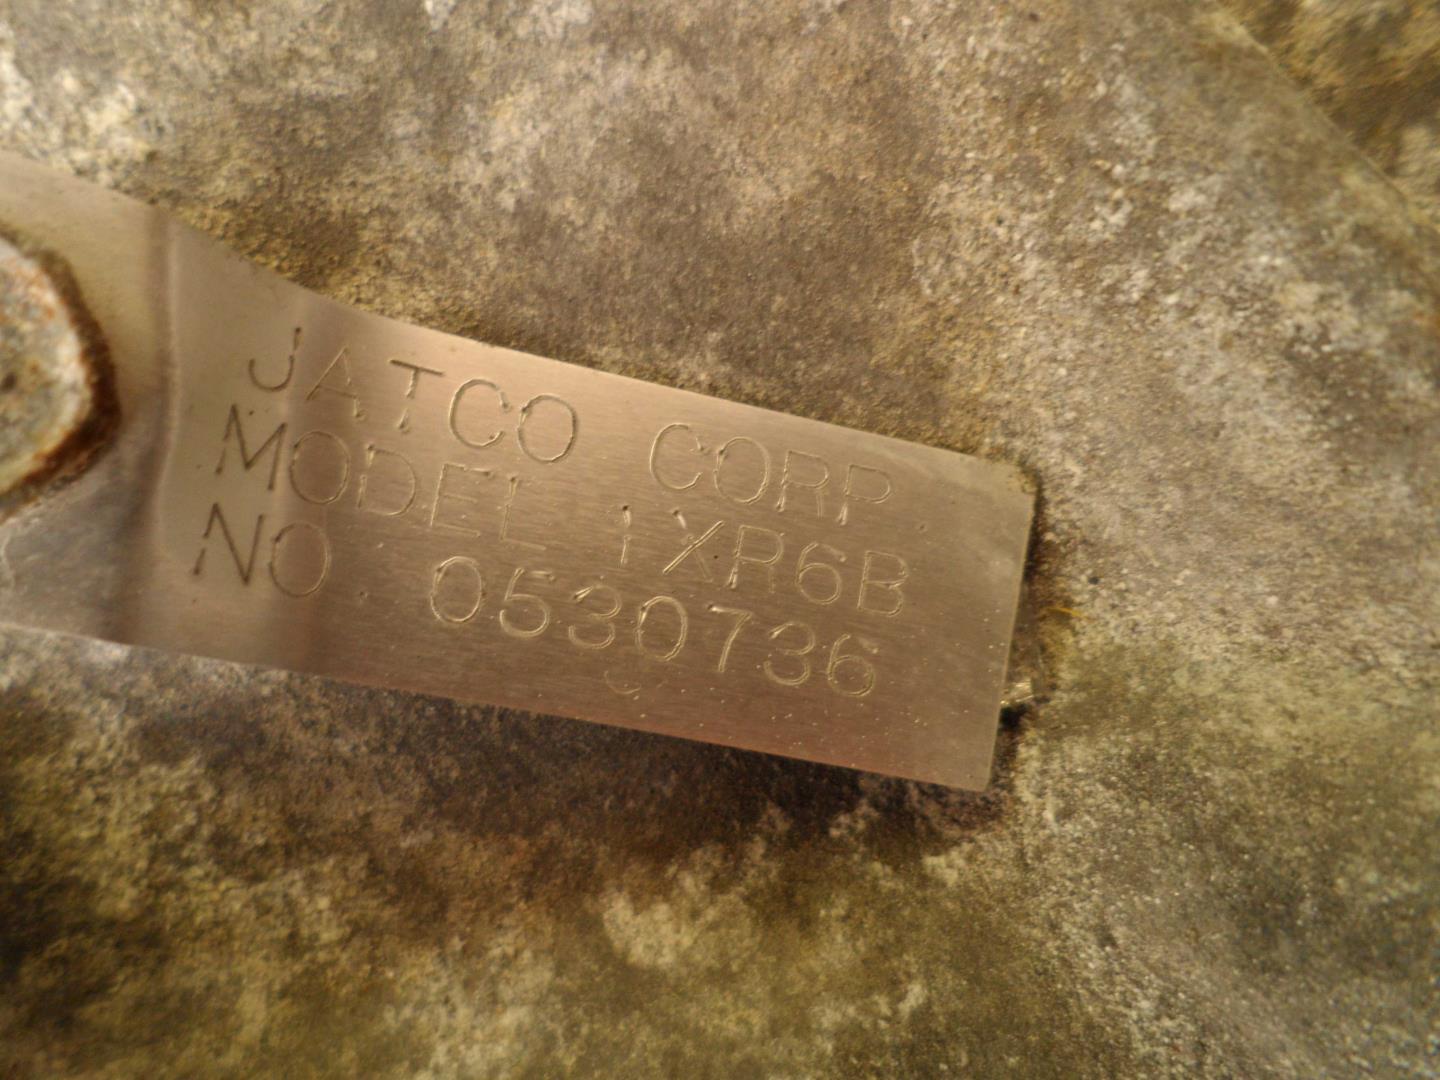 JATCO CORP.
MODEL 1XR6B
NO 0530736